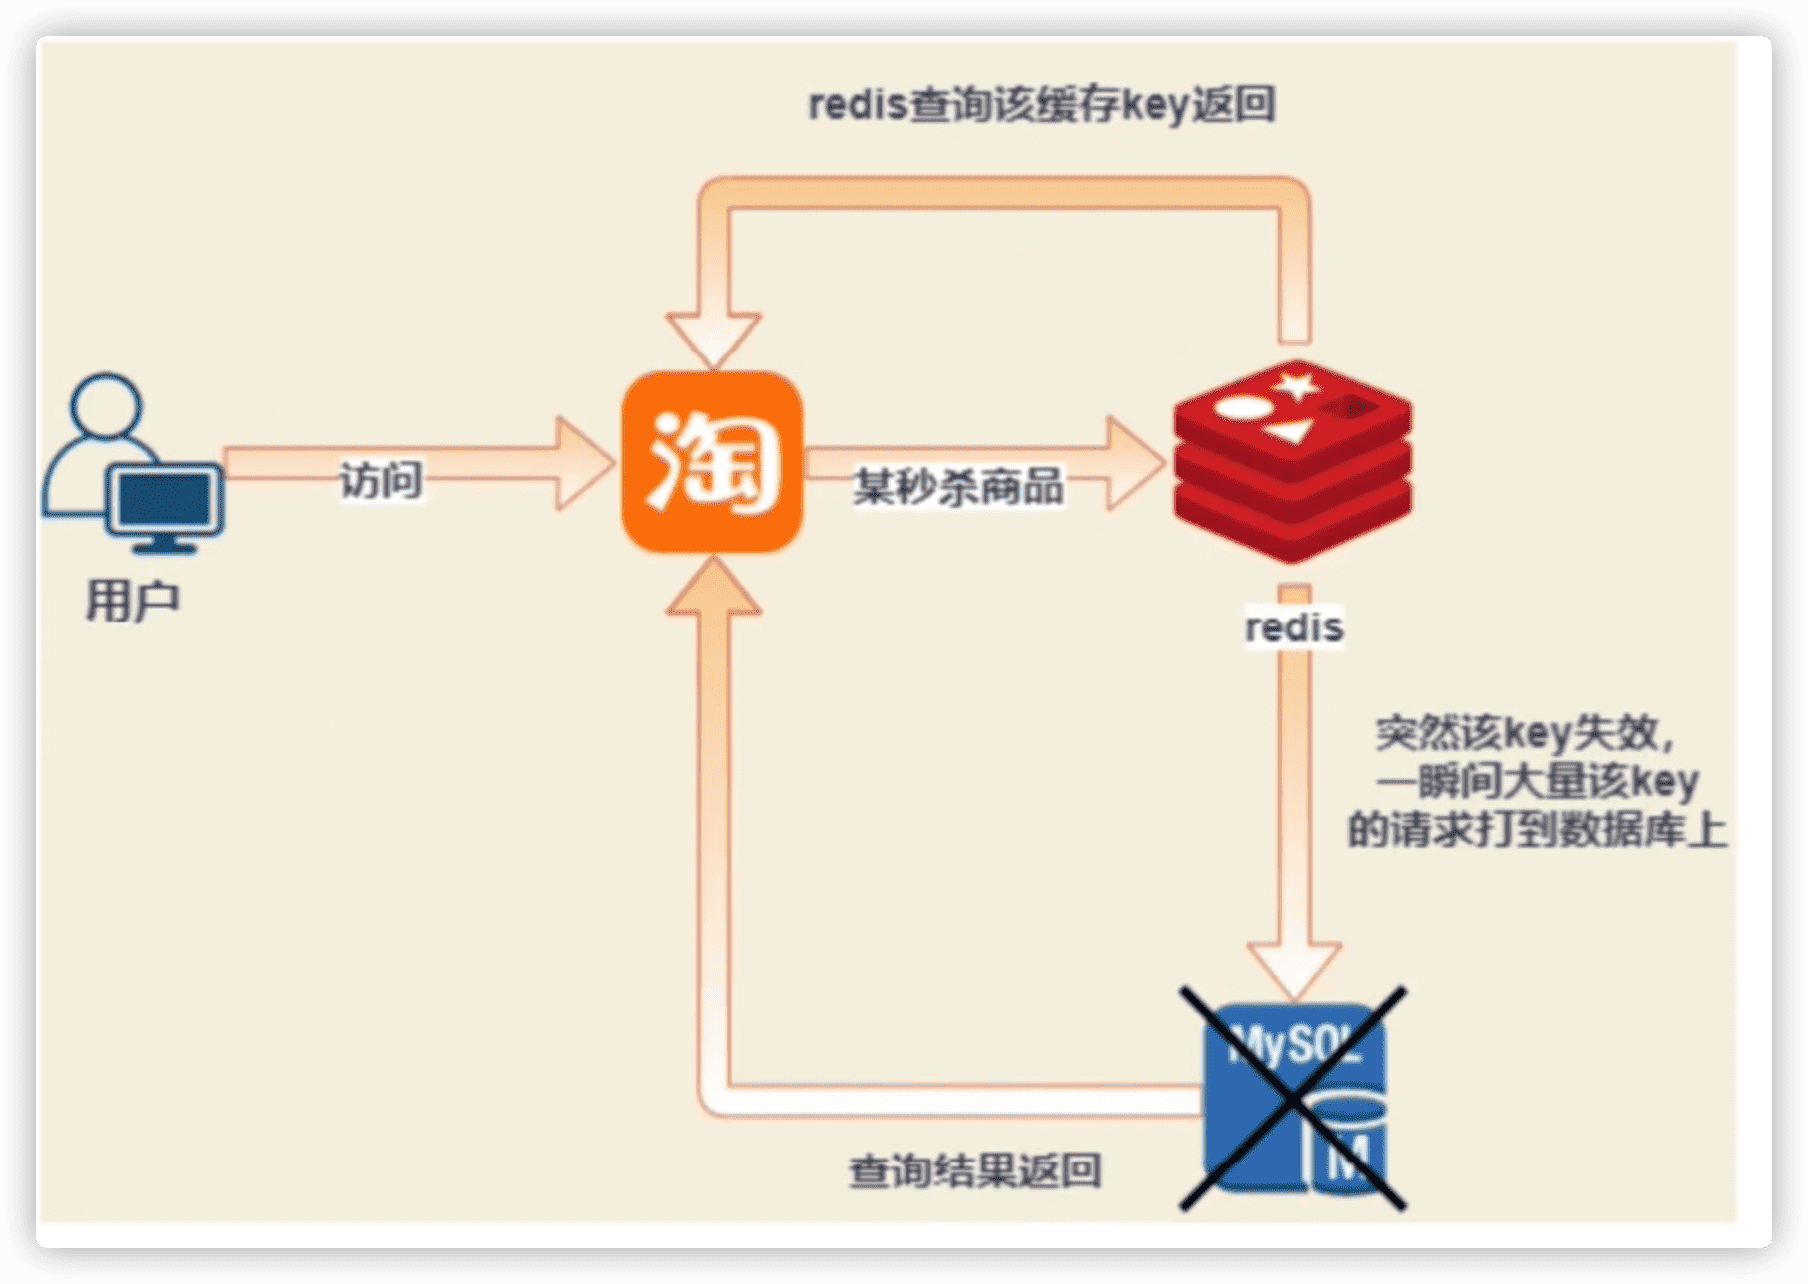 redis查询该缓存key返回
淘
访问
某秒杀商品
用户
redis
突然该key失效，
一瞬间大量该key
的请求打到数据库上
MySQL
M
查询结果返回